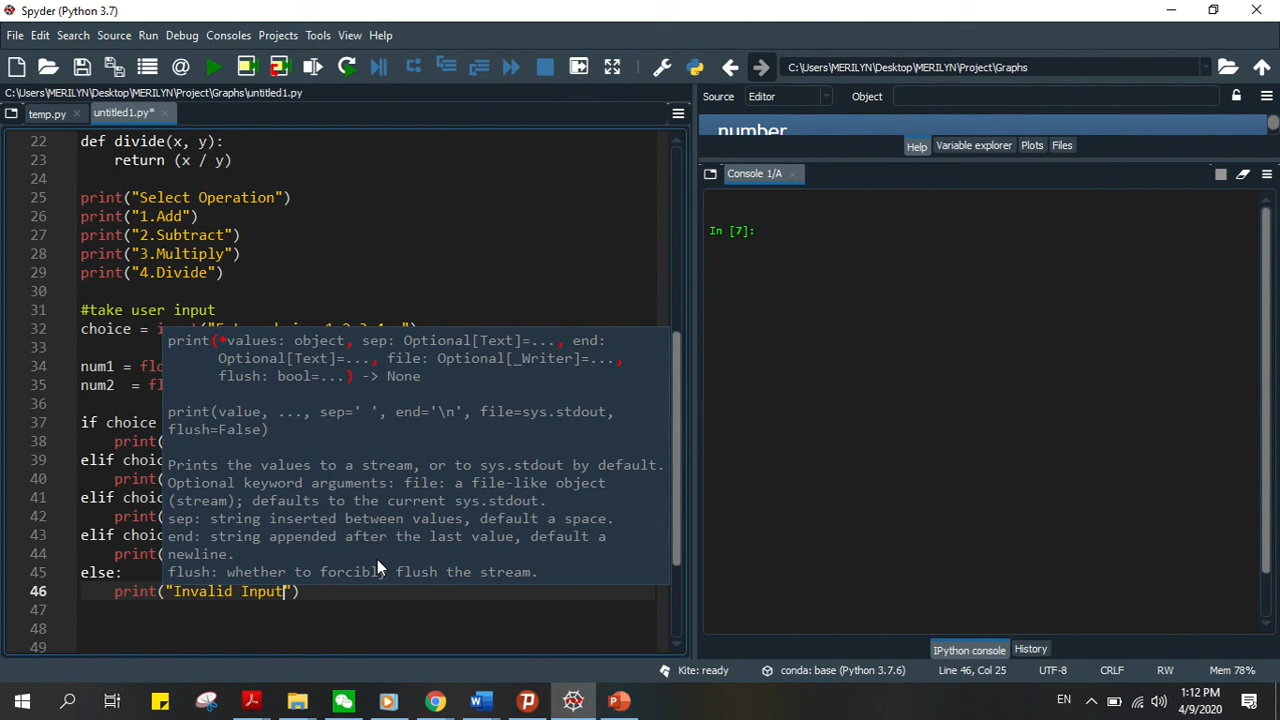 Spyder (Python 3.7)
File Edit Search Source Run Debug Consoles Projects Tools View Help
C:\Users\MERILYN\Desktop\MERILYN\Project\Graphs
C:\Users\MERILYN\Desktop\MERILYN\Project\Graphs\untitled1.py
temp.py untitled1.py*
22 def divide(x, y):
23 return (x / y)
24
25 print("Select Operation")
26 print("1.Add")
27 print("2.Subtract")
28 print("3.Multiply")
29 print("4.Divide")
30
31 #take user input
32 choice =
33
34 num1 = flo
35 num2 = fl
36
37 if choice
38 print(
39 elif choic
40 print(
41 elif choic
42 print(
43 elif choic
44 print(
45 else:
46 print("Invalid Input")
47
48
49
print(*values: object, sep: Optional[Text]=..., end:
Optional[Text]=..., file: Optional[_Writer]=...,
flush: bool=...) -> None
print(value, ..., sep=' ', end='\n', file=sys.stdout,
flush=False)
Prints the values to a stream, or to sys.stdout by default.
Optional keyword arguments: file: a file-like object
(stream); defaults to the current sys.stdout.
sep: string inserted between values, default a space.
end: string appended after the last value, default a
newline.
flush: whether to forcibly flush the stream.
Source Editor Object
number
Help Variable explorer Plots Files
Console 1/A
In [7]:
IPython console History
Kite: ready conda: base (Python 3.7.6) Line 46, Col 25 UTF-8 CRLF RW Mem 78%
EN 1:12 PM
4/9/2020